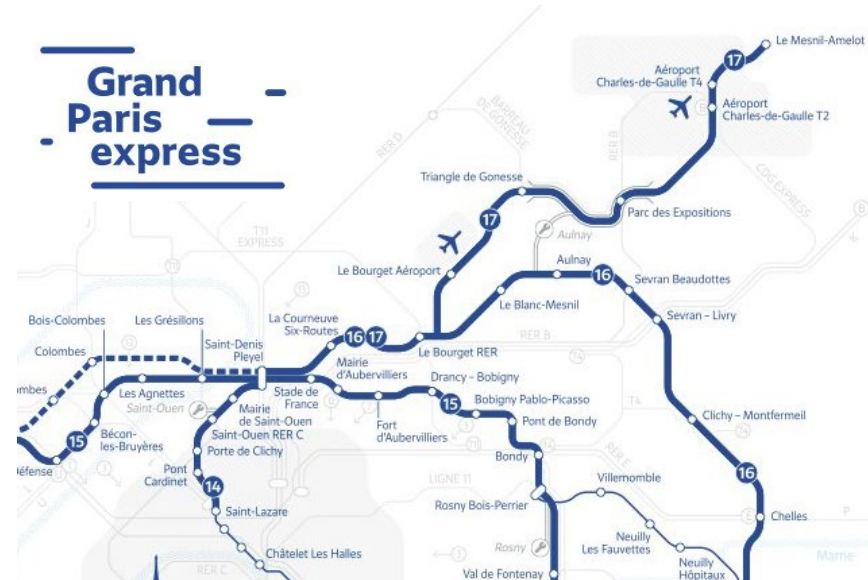 Grand
Paris
express
Le Mesnil-Amelot
17
Aéroport
Charles-de-Gaulle T4
Aéroport
Charles-de-Gaulle T2
BARREAU
DE GONESSE
RER D
RER B
CDG EXPRESS
Triangle de Gonesse
17
Parc des Expositions
Aulnay
T11
EXPRESS
Le Bourget Aéroport
Aulnay
16
Sevran Beaudottes
Le Blanc-Mesnil
Sevran – Livry
Bois-Colombes
Les Grésillons
La Courneuve
Six-Routes
16
17
Le Bourget RER
RER B
Colombes
Saint-Denis
Pleyel
Mairie
d'Aubervilliers
Drancy – Bobigny
ombes
Les Agnettes
Saint-Ouen
Stade de
France
15
Bobigny Pablo-Picasso
T4
Clichy – Montfermeil
Mairie
de Saint-Ouen
Saint-Ouen RER C
Fort
d'Aubervilliers
Pont de Bondy
15
Bécon-
les-Bruyères
Porte de Clichy
Bondy
RER E
éfense
Pont
Cardinet
14
LIGNE 11
Villemomble
16
Rosny Bois-Perrier
Saint-Lazare
Chelles
P
Rosny
Neuilly
Les Fauvettes
Châtelet Les Halles
Marne
RER C
Val de Fontenay
Neuilly
Hôpitaux